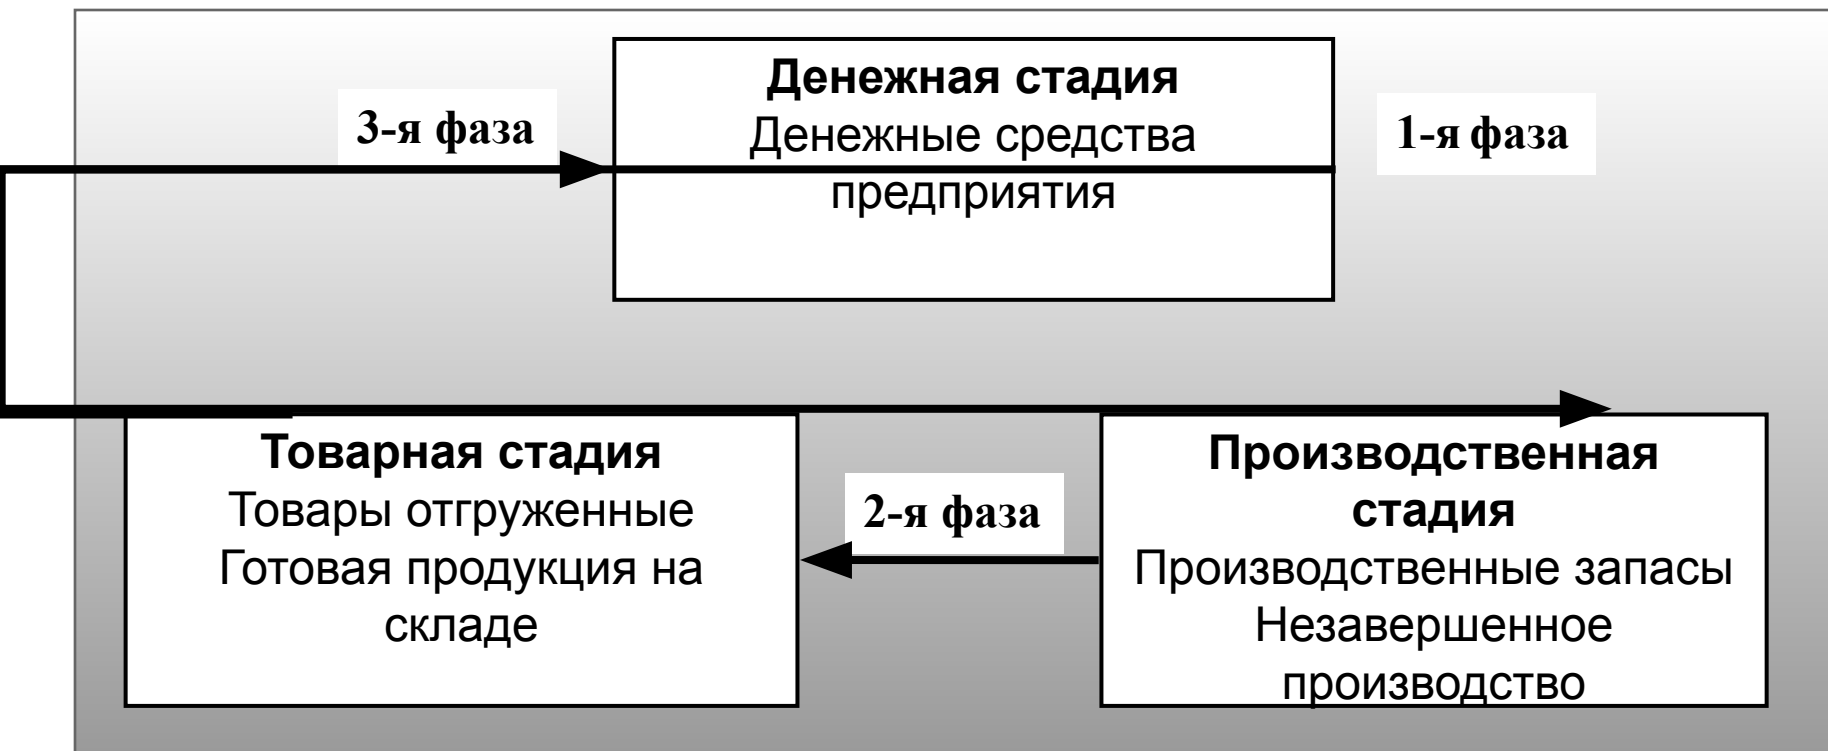 Денежная стадия
Денежные средства
предприятия
3-я фаза
1-я фаза
Товарная стадия
Товары отгруженные
Готовая продукция на
складе
2-я фаза
Производственная
стадия
Производственные запасы
Незавершенное
производство